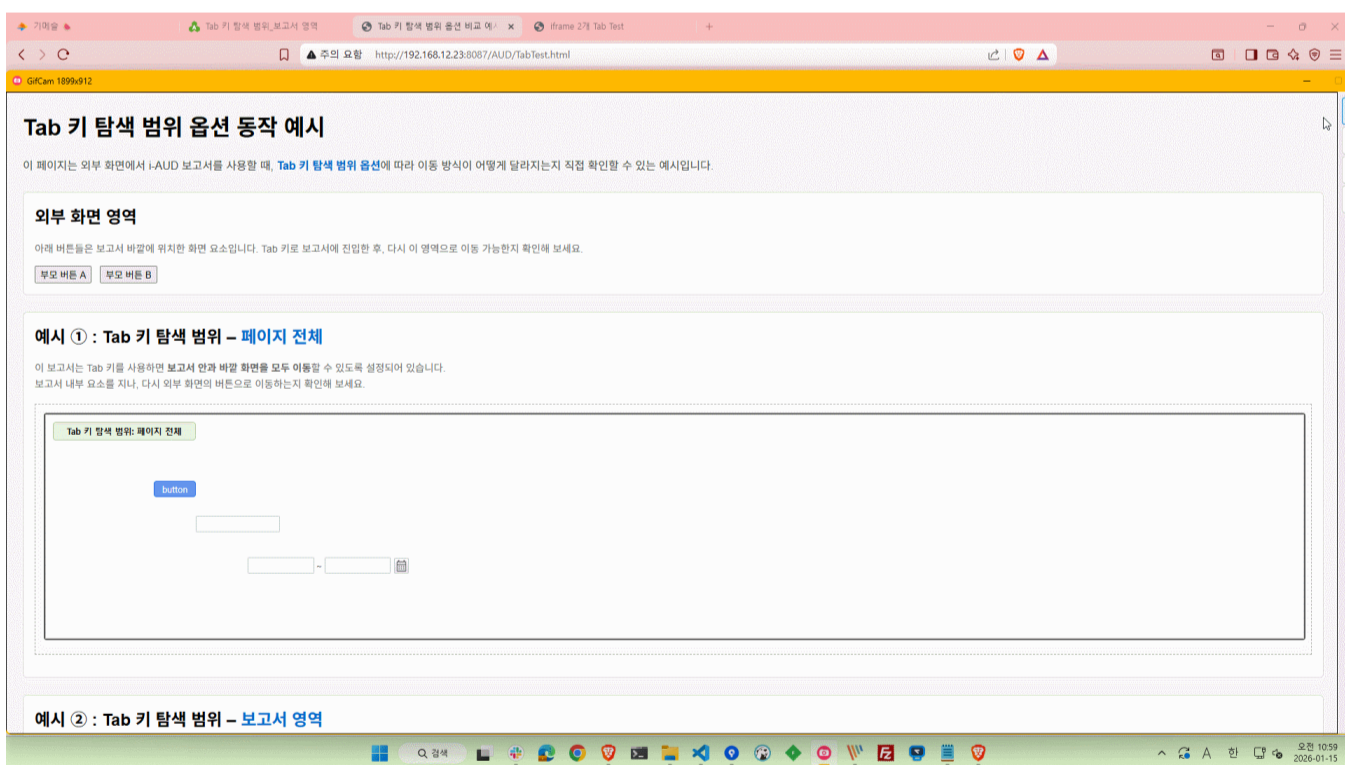 기메술
Tab 키 탐색 범위_보고서 영역
Tab 키 탐색 범위 옵션 비교 예시
iframe 2개 Tab Test
주의 요함 http://192.168.12.23:8087/AUD/TabTest.html
GifCam 1899x912
Tab 키 탐색 범위 옵션 동작 예시
이 페이지는 외부 화면에서 i-AUD 보고서를 사용할 때, Tab 키 탐색 범위 옵션에 따라 이동 방식이 어떻게 달라지는지 직접 확인할 수 있는 예시입니다.
외부 화면 영역
아래 버튼들은 보고서 바깥에 위치한 화면 요소입니다. Tab 키로 보고서에 진입한 후, 다시 이 영역으로 이동 가능한지 확인해 보세요.
부모 버튼 A 부모 버튼 B
예시 ① : Tab 키 탐색 범위 – 페이지 전체
이 보고서는 Tab 키를 사용하면 보고서 안과 바깥 화면을 모두 이동할 수 있도록 설정되어 있습니다.
보고서 내부 요소를 지나, 다시 외부 화면의 버튼으로 이동하는지 확인해 보세요.
Tab 키 탐색 범위: 페이지 전체
button
~
예시 ② : Tab 키 탐색 범위 – 보고서 영역
검색
A 한
오전 10:59
2026-01-15